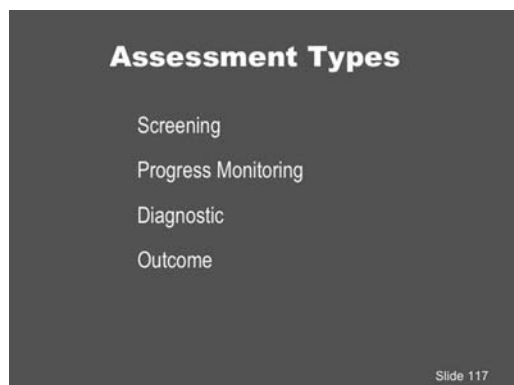 Assessment Types
Screening
Progress Monitoring
Diagnostic
Outcome
Slide 117